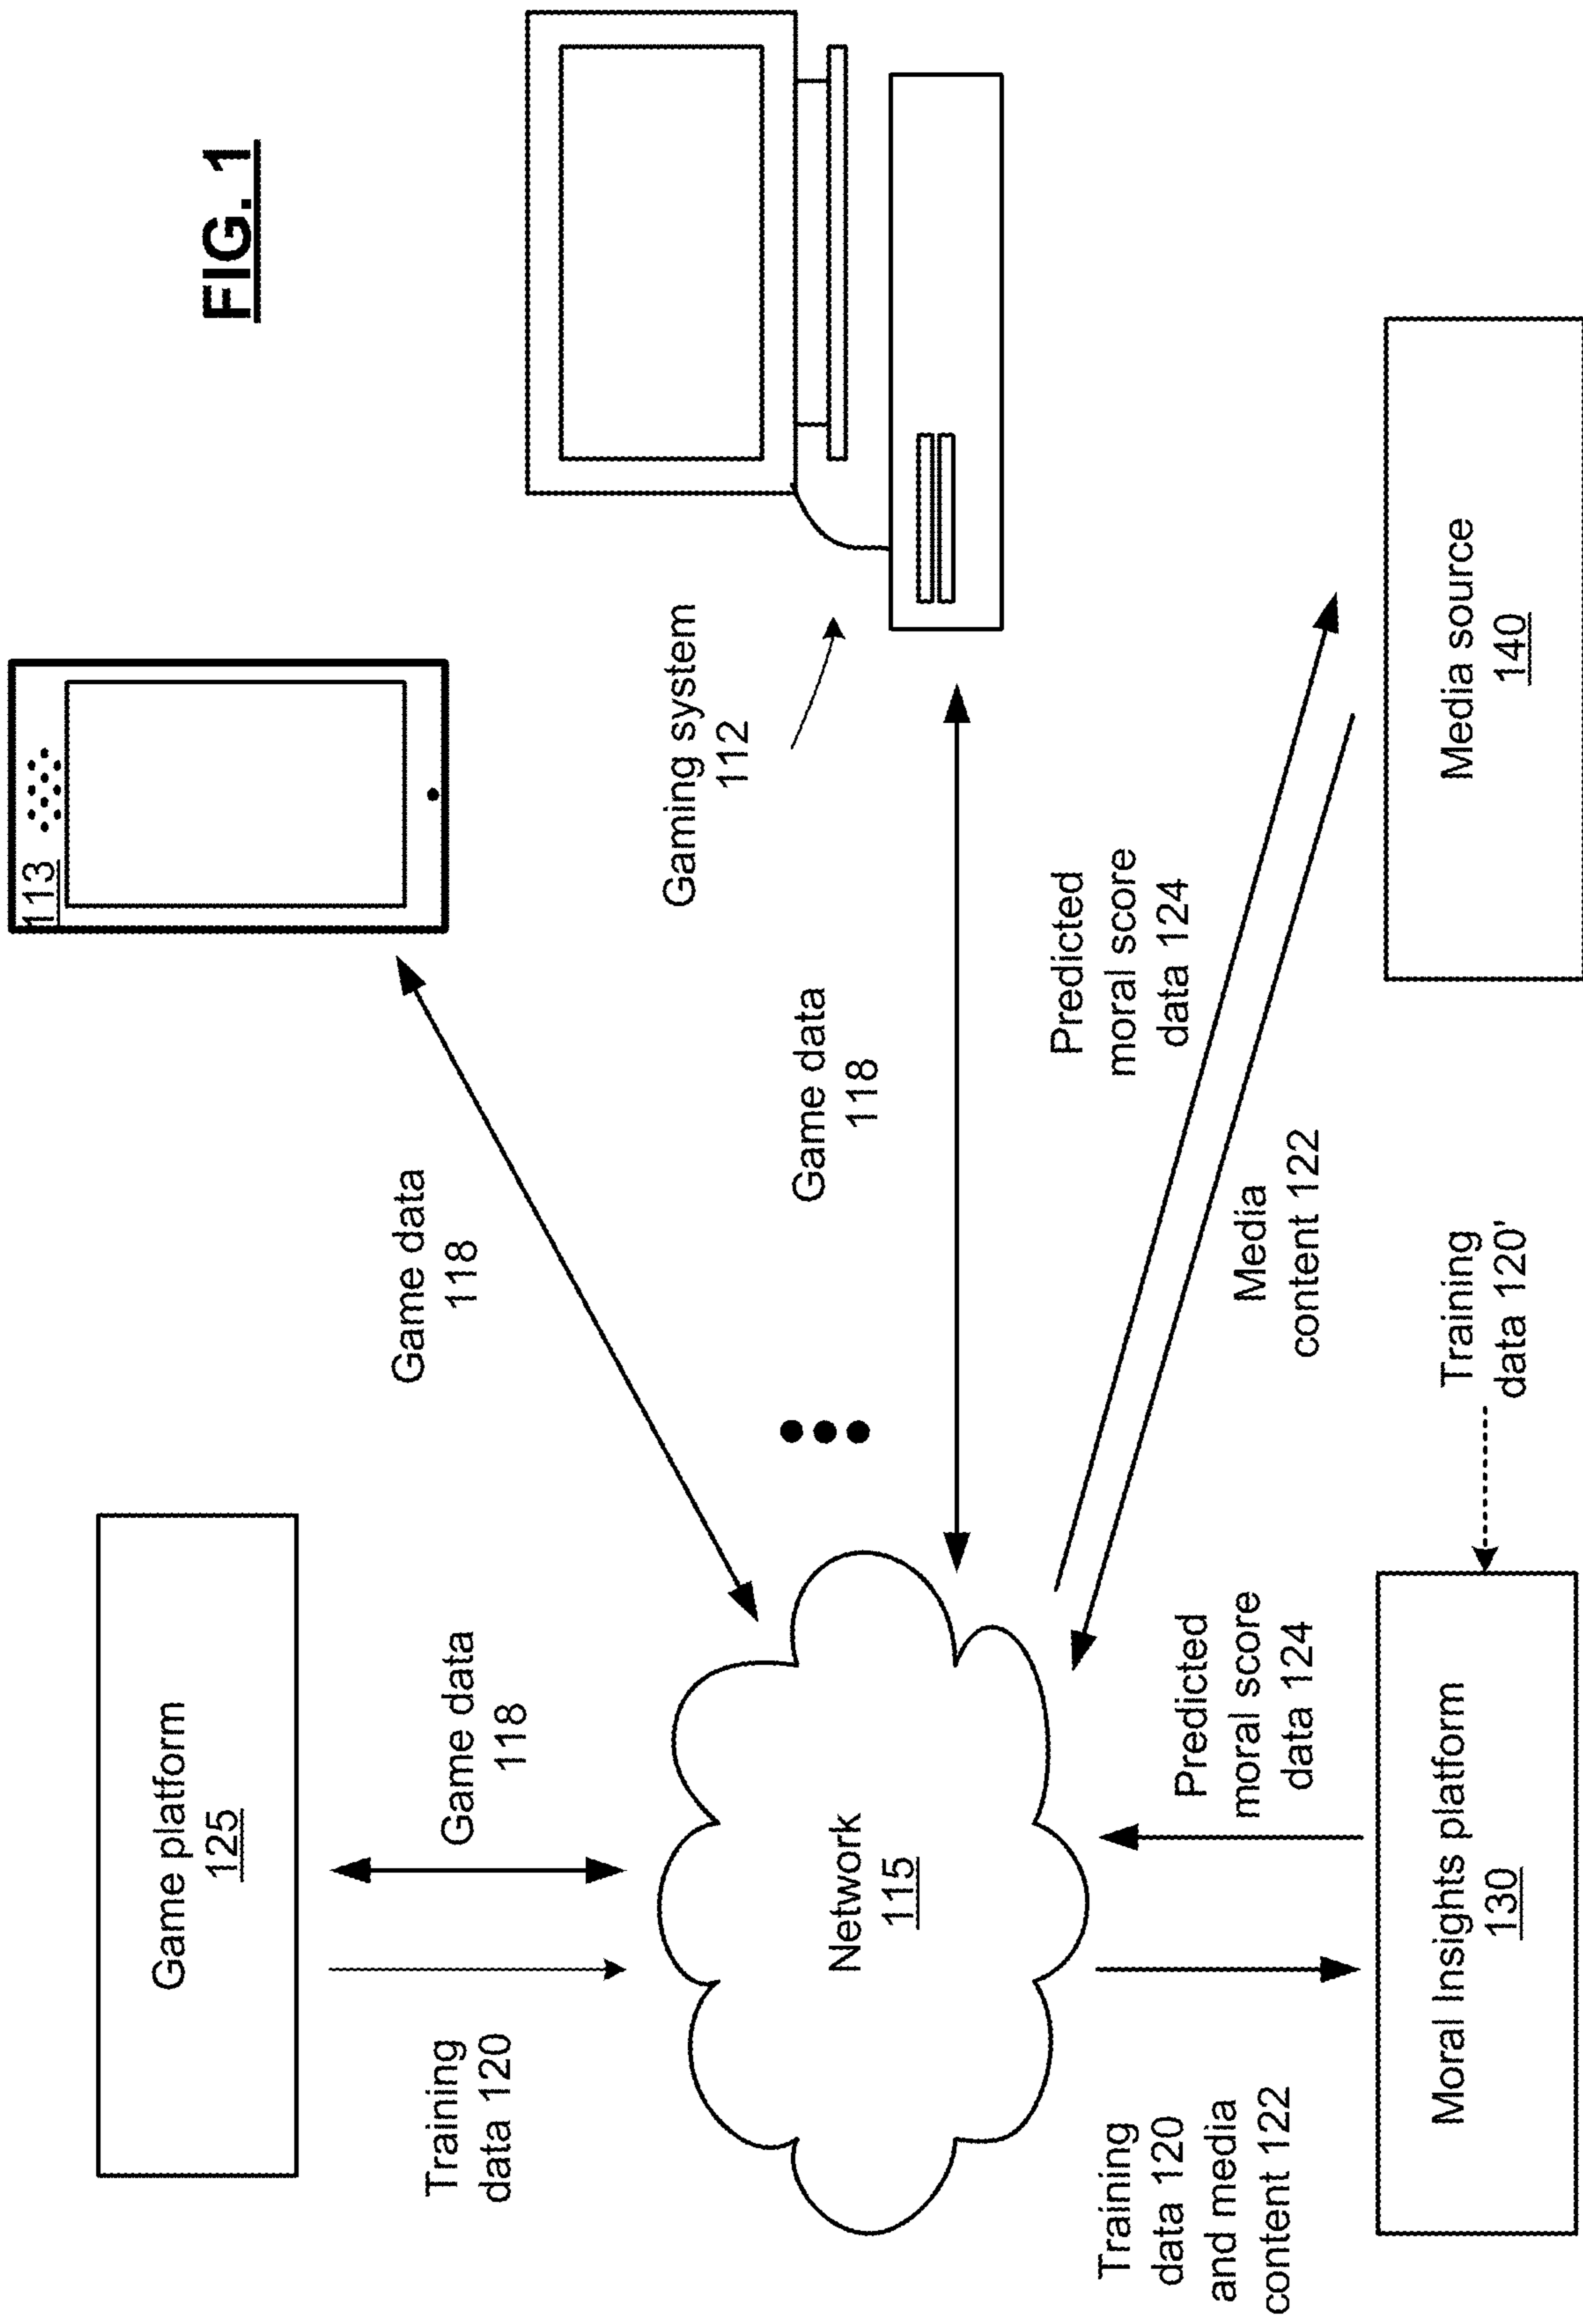 FIG. 1
Game platform
125
Training
data 120
Game data
118
Game data
118
113
Network
115
Game data
118
Gaming system
112
Training
data 120
and media
content 122
Predicted
moral score
data 124
Media
content 122
Predicted
moral score
data 124
Moral Insights platform
130
Training
data 120'
Media source
140